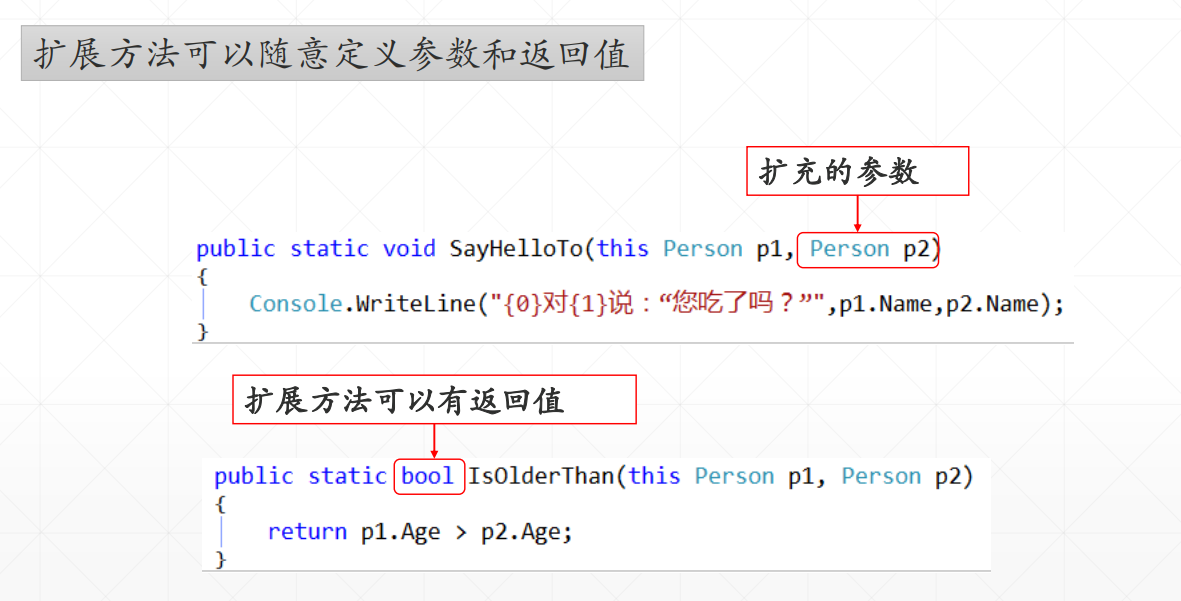 扩展方法可以随意定义参数和返回值
扩充的参数
public static void SayHelloTo(this Person p1, Person p2)
{
Console.WriteLine("{0}对{1}说：“您吃了吗？”",p1.Name,p2.Name);
}
扩展方法可以有返回值
public static bool IsOlderThan(this Person p1, Person p2)
{
return p1.Age > p2.Age;
}